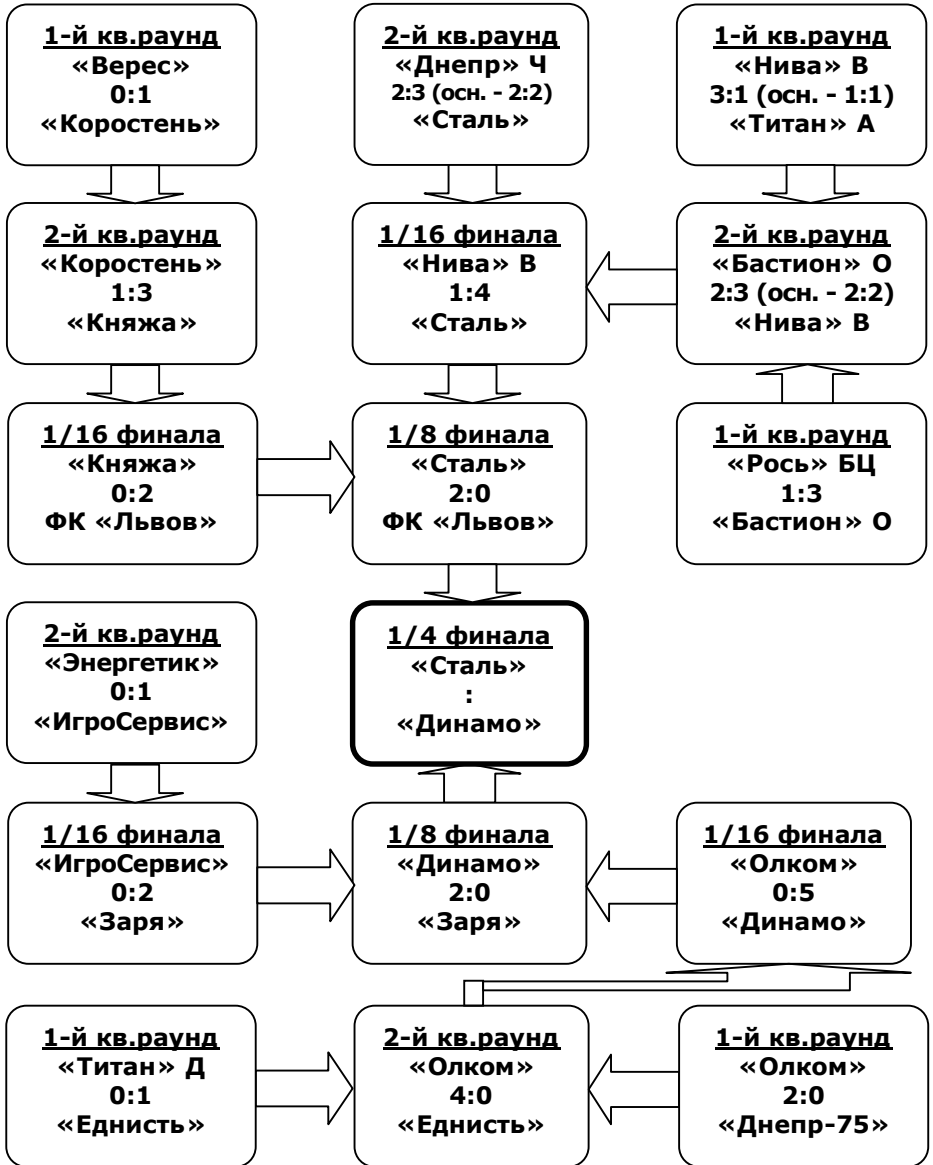 1-й кв.раунд
«Верес»
0:1
«Коростень»
2-й кв.раунд
«Днепр» Ч
2:3 (осн. - 2:2)
«Сталь»
1-й кв.раунд
«Нива» В
3:1 (осн. - 1:1)
«Титан» А
2-й кв.раунд
«Коростень»
1:3
«Княжа»
1/16 финала
«Нива» В
1:4
«Сталь»
2-й кв.раунд
«Бастион» О
2:3 (осн. - 2:2)
«Нива» В
1/16 финала
«Княжа»
0:2
ФК «Львов»
1/8 финала
«Сталь»
2:0
ФК «Львов»
1-й кв.раунд
«Рось» БЦ
1:3
«Бастион» О
2-й кв.раунд
«Энергетик»
0:1
«ИгроСервис»
1/4 финала
«Сталь»
:
«Динамо»
1/16 финала
«ИгроСервис»
0:2
«Заря»
1/8 финала
«Динамо»
2:0
«Заря»
1/16 финала
«Олком»
0:5
«Динамо»
1-й кв.раунд
«Титан» Д
0:1
«Еднисть»
2-й кв.раунд
«Олком»
4:0
«Еднисть»
1-й кв.раунд
«Олком»
2:0
«Днепр-75»